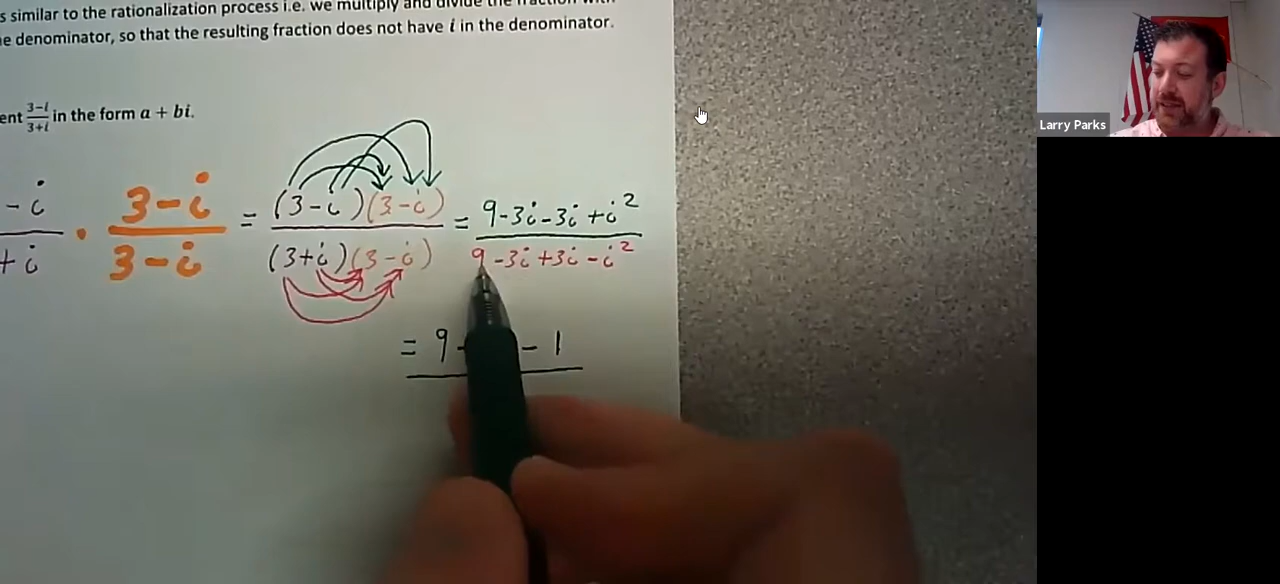 s similar to the rationalization process i.e. we multiply and divide the fraction with
e denominator, so that the resulting fraction does not have i in the denominator.
Larry Parks
ent (3-i)/(3+i) in the form a + bi.
-i/+i · 3-i/3-i = (3-i)(3-i)/(3+i)(3-i) = 9-3i-3i+i²/9-3i+3i-i²
= 9- -1